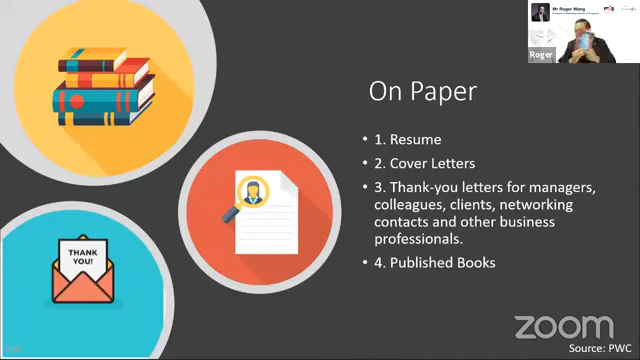 Mr Roger Wang
Roger
On Paper
• 1. Resume
• 2. Cover Letters
• 3. Thank-you letters for managers,
colleagues, clients, networking
contacts and other business
professionals.
• 4. Published Books
THANK
YOU!
zoom
Source: PWC